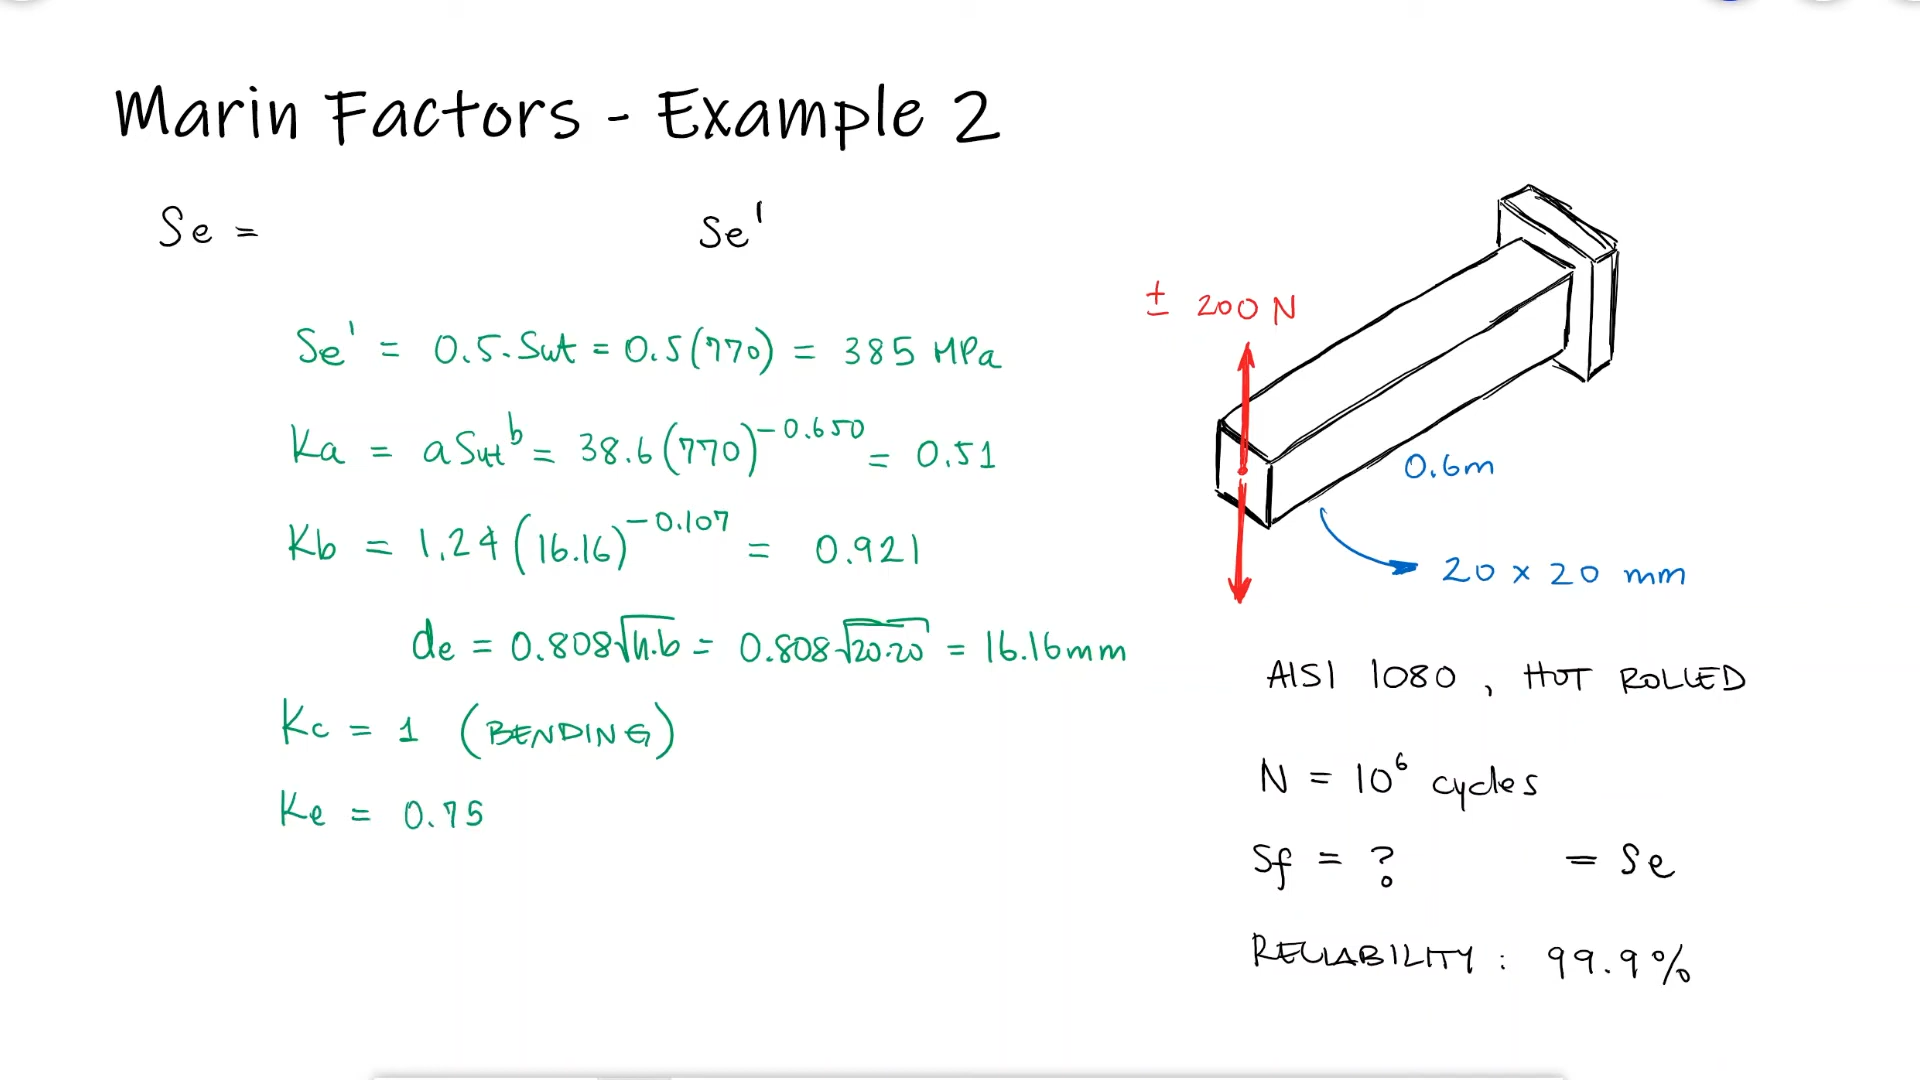 Marin Factors - Example 2
Se = Se'
Se' = 0.5.Sut = 0.5(770) = 385 MPa
Ka = aSut^b = 38.6(770)^-0.650 = 0.51
Kb = 1.24(16.16)^-0.107 = 0.921
de = 0.808√h.b = 0.808√20.20 = 16.16mm
Kc = 1 (BENDING)
Ke = 0.75
± 200N
0.6m
20 x 20 mm
AISI 1080, HOT ROLLED
N = 10^6 cycles
Sf = ? = Se
RELIABILITY: 99.9%